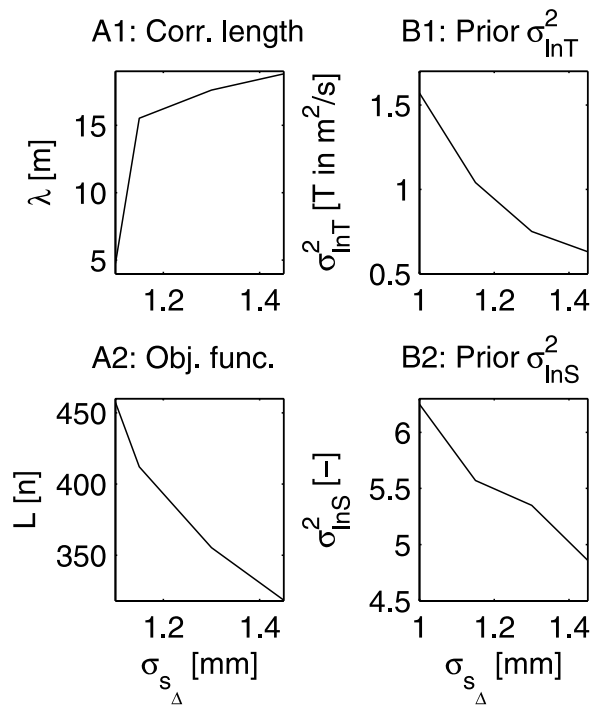 A1: Corr. length
λ [m]
15
10
5
1.2
1.4
B1: Prior σ²lnT
σ²lnT [T in m²/s]
1.5
1
0.5
1
1.2
1.4
A2: Obj. func.
L [n]
450
400
350
1.2
1.4
σsΔ [mm]
B2: Prior σ²lnS
σ²lnS [-]
6
5.5
5
4.5
1
1.2
1.4
σsΔ [mm]